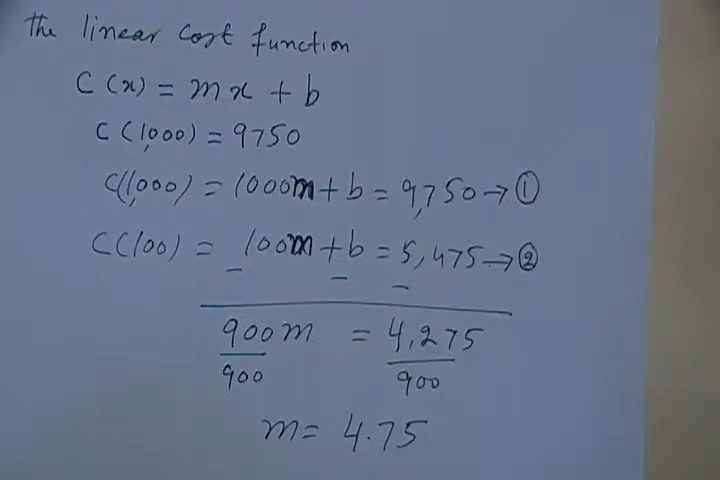 The linear cost function
C(x) = mx + b
C(1,000) = 9750
C(1,000) = 1000m + b = 9,750 → ①
C(100) = 100m + b = 5,475 → ②
- - -
900m = 4,275
900 900
m = 4.75